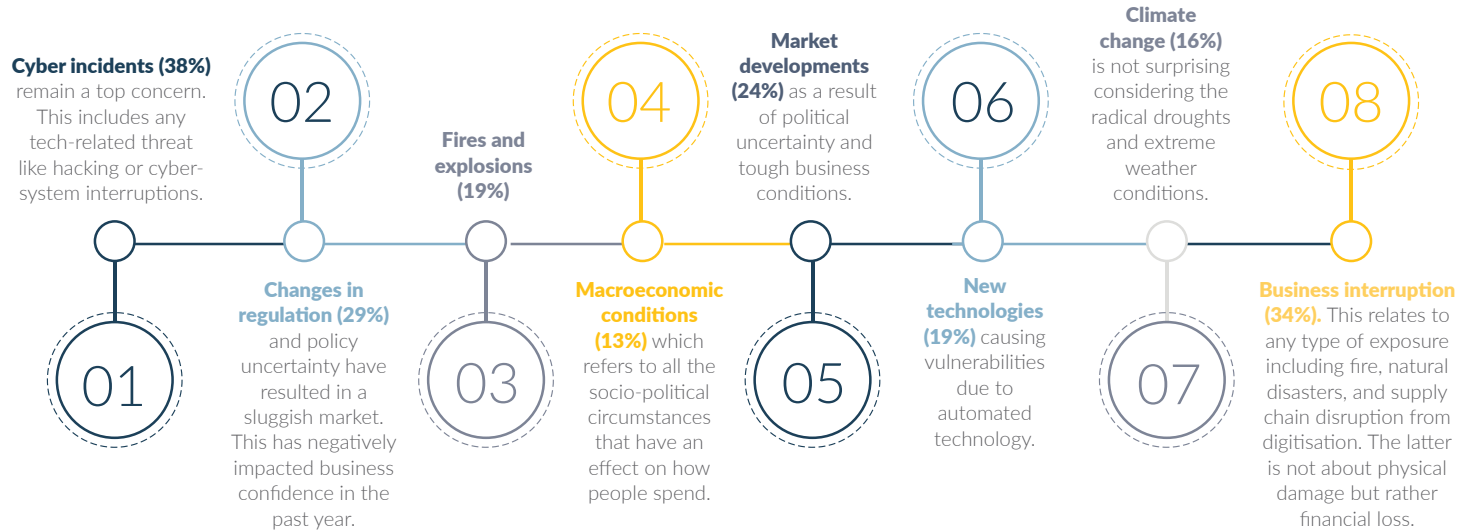 Cyber incidents (38%)
remain a top concern.
This includes any
tech-related threat
like hacking or cyber-
system interruptions.
01
02
Changes in
regulation (29%)
and policy
uncertainty have
resulted in a
sluggish market.
This has negatively
impacted business
confidence in the
past year.
Fires and
explosions
(19%)
03
04
Macroeconomic
conditions
(13%) which
refers to all the
socio-political
circumstances
that have an
effect on how
people spend.
Market
developments
(24%) as a result
of political
uncertainty and
tough business
conditions.
05
06
New
technologies
(19%) causing
vulnerabilities
due to
automated
technology.
Climate
change (16%)
is not surprising
considering the
radical droughts
and extreme
weather
conditions.
07
08
Business interruption
(34%). This relates to
any type of exposure
including fire, natural
disasters, and supply
chain disruption from
digitisation. The latter
is not about physical
damage but rather
financial loss.